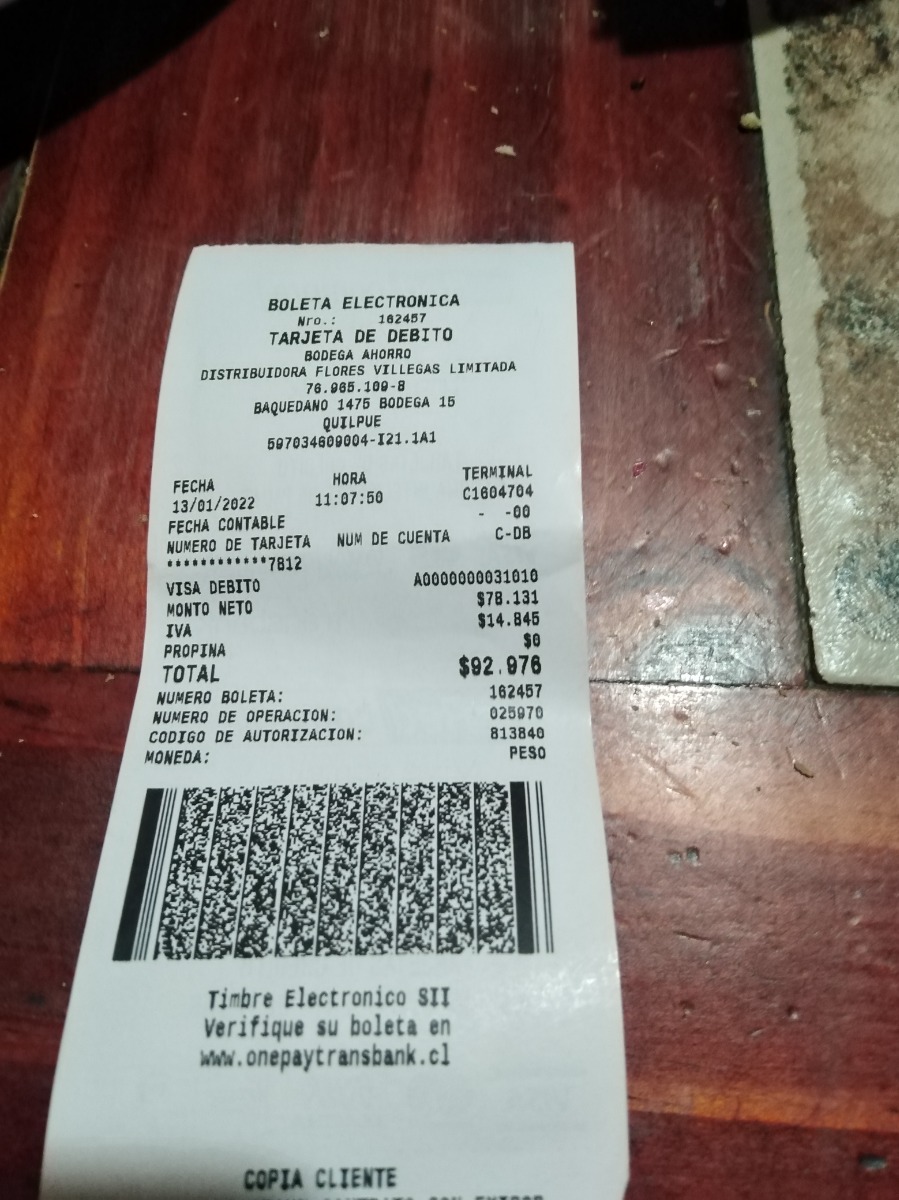 BOLETA ELECTRONICA
Nro.: 162457
TARJETA DE DEBITO
BODEGA AHORRO
DISTRIBUIDORA FLORES VILLEGAS LIMITADA
76.965.109-8
BAQUEDANO 1475 BODEGA 15
QUILPUE
597034609004-I21.1A1
FECHA HORA TERMINAL
13/01/2022 11:07:50 C1604704
FECHA CONTABLE - -00
NUMERO DE TARJETA NUM DE CUENTA C-DB
************7812
VISA DEBITO A0000000031010
MONTO NETO $78.131
IVA $14.845
PROPINA $0
TOTAL $92.976
NUMERO BOLETA: 162457
NUMERO DE OPERACION: 025970
CODIGO DE AUTORIZACION: 813840
MONEDA: PESO
Timbre Electronico SII
Verifique su boleta en
www.onepaytransbank.cl
COPIA CLIENTE